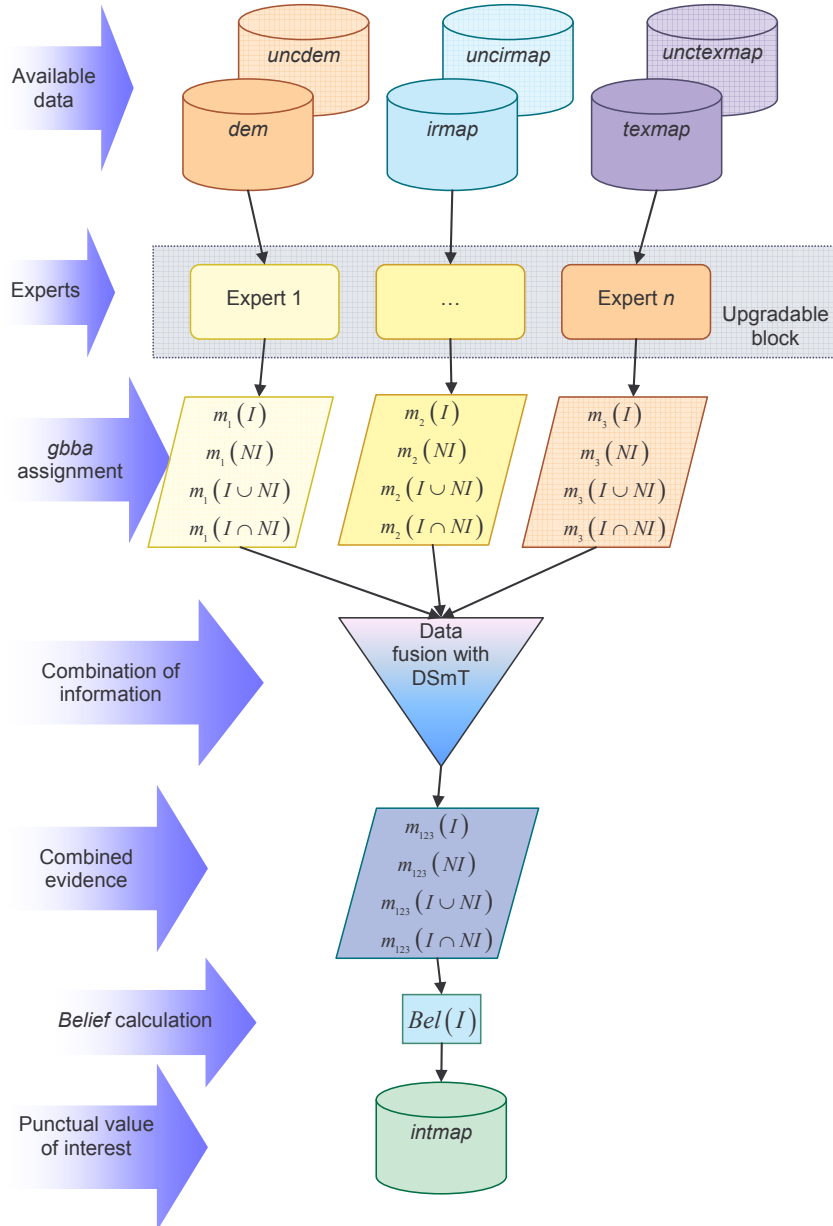 Available
data
uncdem
dem
uncirmap
irmap
unctexmap
texmap
Experts
Expert 1
…
Expert n
Upgradable
block
gbba
assignment
m₁(I)
m₁(NI)
m₁(I ∪ NI)
m₁(I ∩ NI)
m₂(I)
m₂(NI)
m₂(I ∪ NI)
m₂(I ∩ NI)
m₃(I)
m₃(NI)
m₃(I ∪ NI)
m₃(I ∩ NI)
Combination of
information
Data
fusion with
DSmT
Combined
evidence
m₁₂₃(I)
m₁₂₃(NI)
m₁₂₃(I ∪ NI)
m₁₂₃(I ∩ NI)
Belief calculation
Bel(I)
Punctual value
of interest
intmap